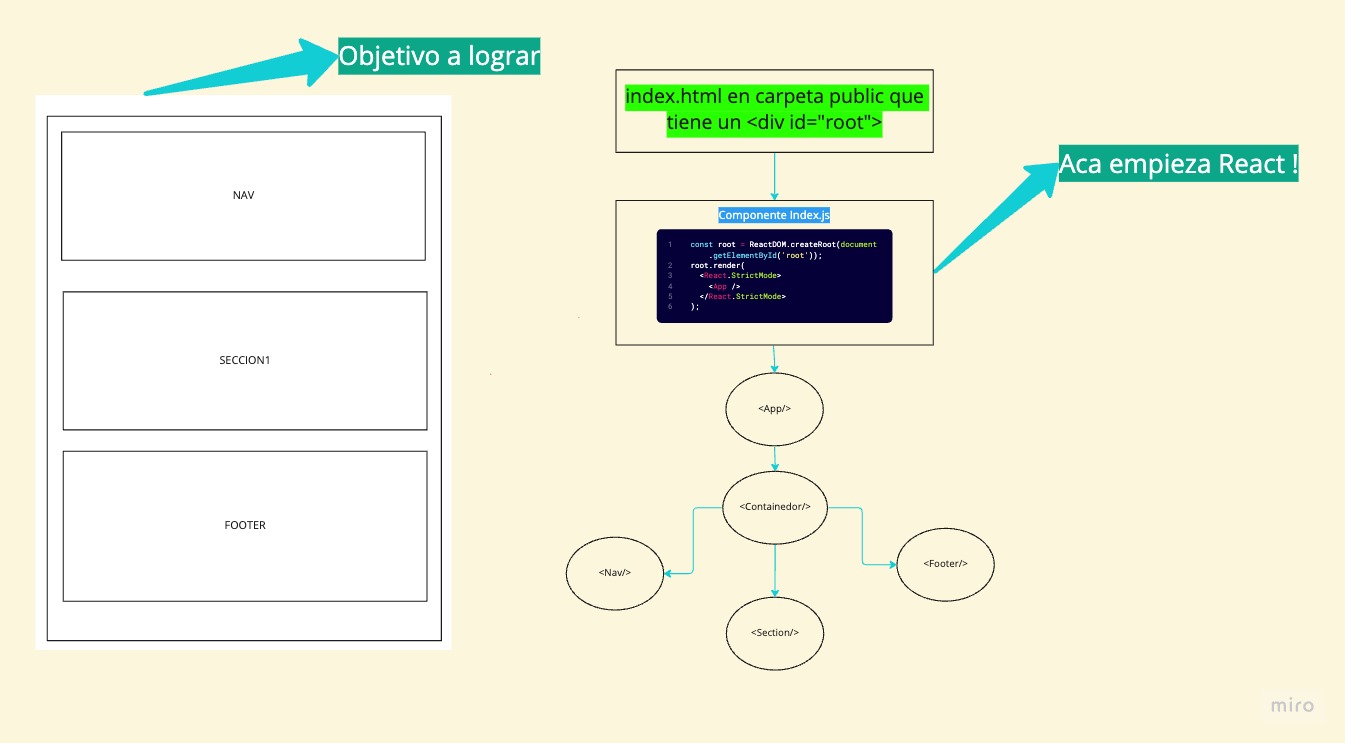 Objetivo a lograr
NAV
SECCION1
FOOTER
index.html en carpeta public que
tiene un <div id="root">
Aca empieza React !
Componente Index.js
1 const root = ReactDOM.createRoot(document
.getElementById('root'));
2 root.render(
3 <React.StrictMode>
4 <App />
5 </React.StrictMode>
6 );
<App/>
<Containedor/>
<Nav/>
<Footer/>
<Section/>
miro